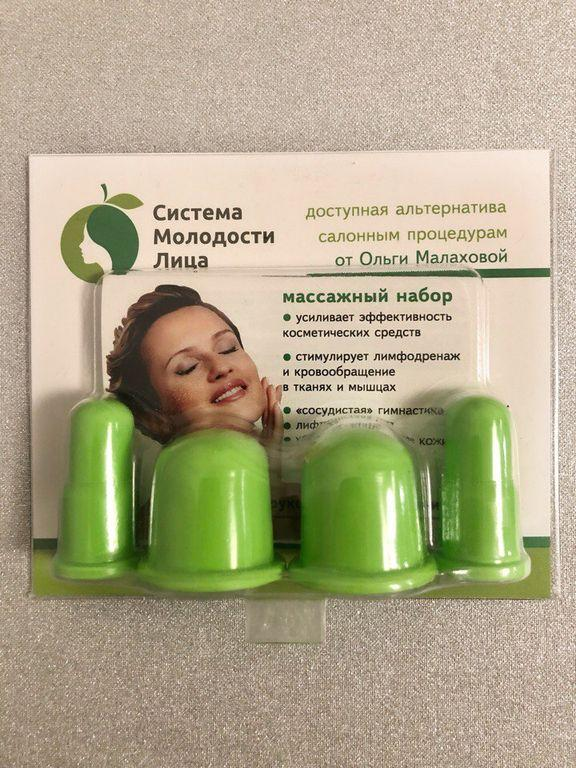 Система
Молодости
Лица
доступная альтернатива
салонным процедурам
от Ольги Малаховой
массажный набор
● усиливает эффективность
косметических средств
● стимулирует лимфодренаж
и кровообращение
в тканях и мышцах
● «сосудистая» гимнастика